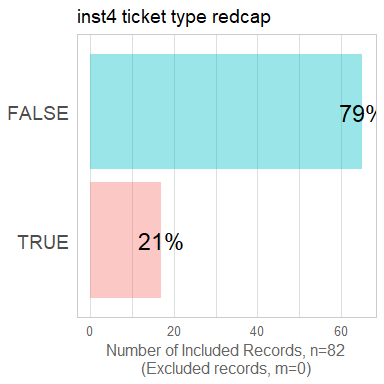 inst4 ticket type redcap
FALSE
79%
TRUE
21%
0 20 40 60
Number of Included Records, n=82
(Excluded records, m=0)